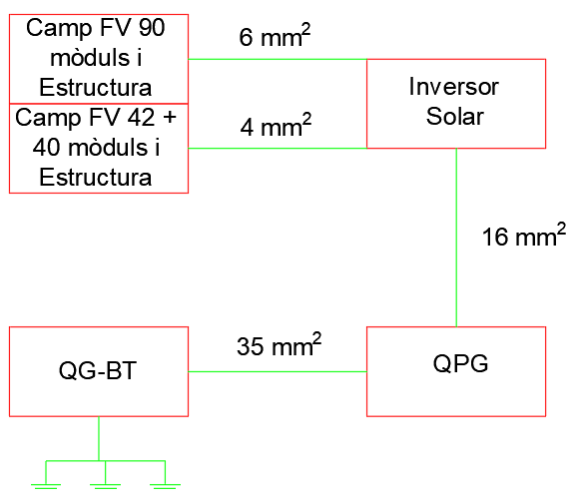 Camp FV 90
mòduls i
Estructura
6 mm²
Inversor
Solar
Camp FV 42 +
40 mòduls i
Estructura
4 mm²
16 mm²
QG-BT
35 mm²
QPG